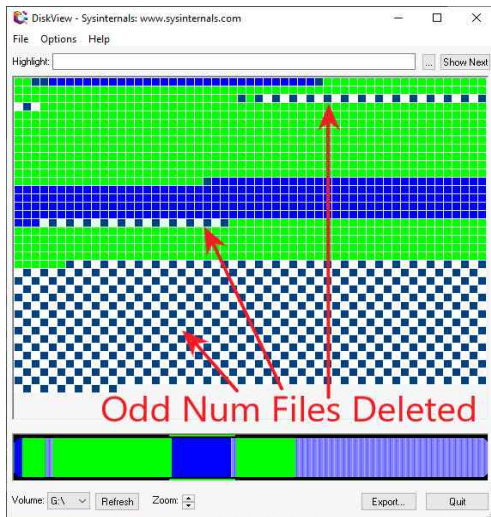 DiskView - Sysinternals: www.sysinternals.com
File Options Help
Highlight: ... Show Next
Odd Num Files Deleted
Volume: G:\ Refresh Zoom: Export... Quit